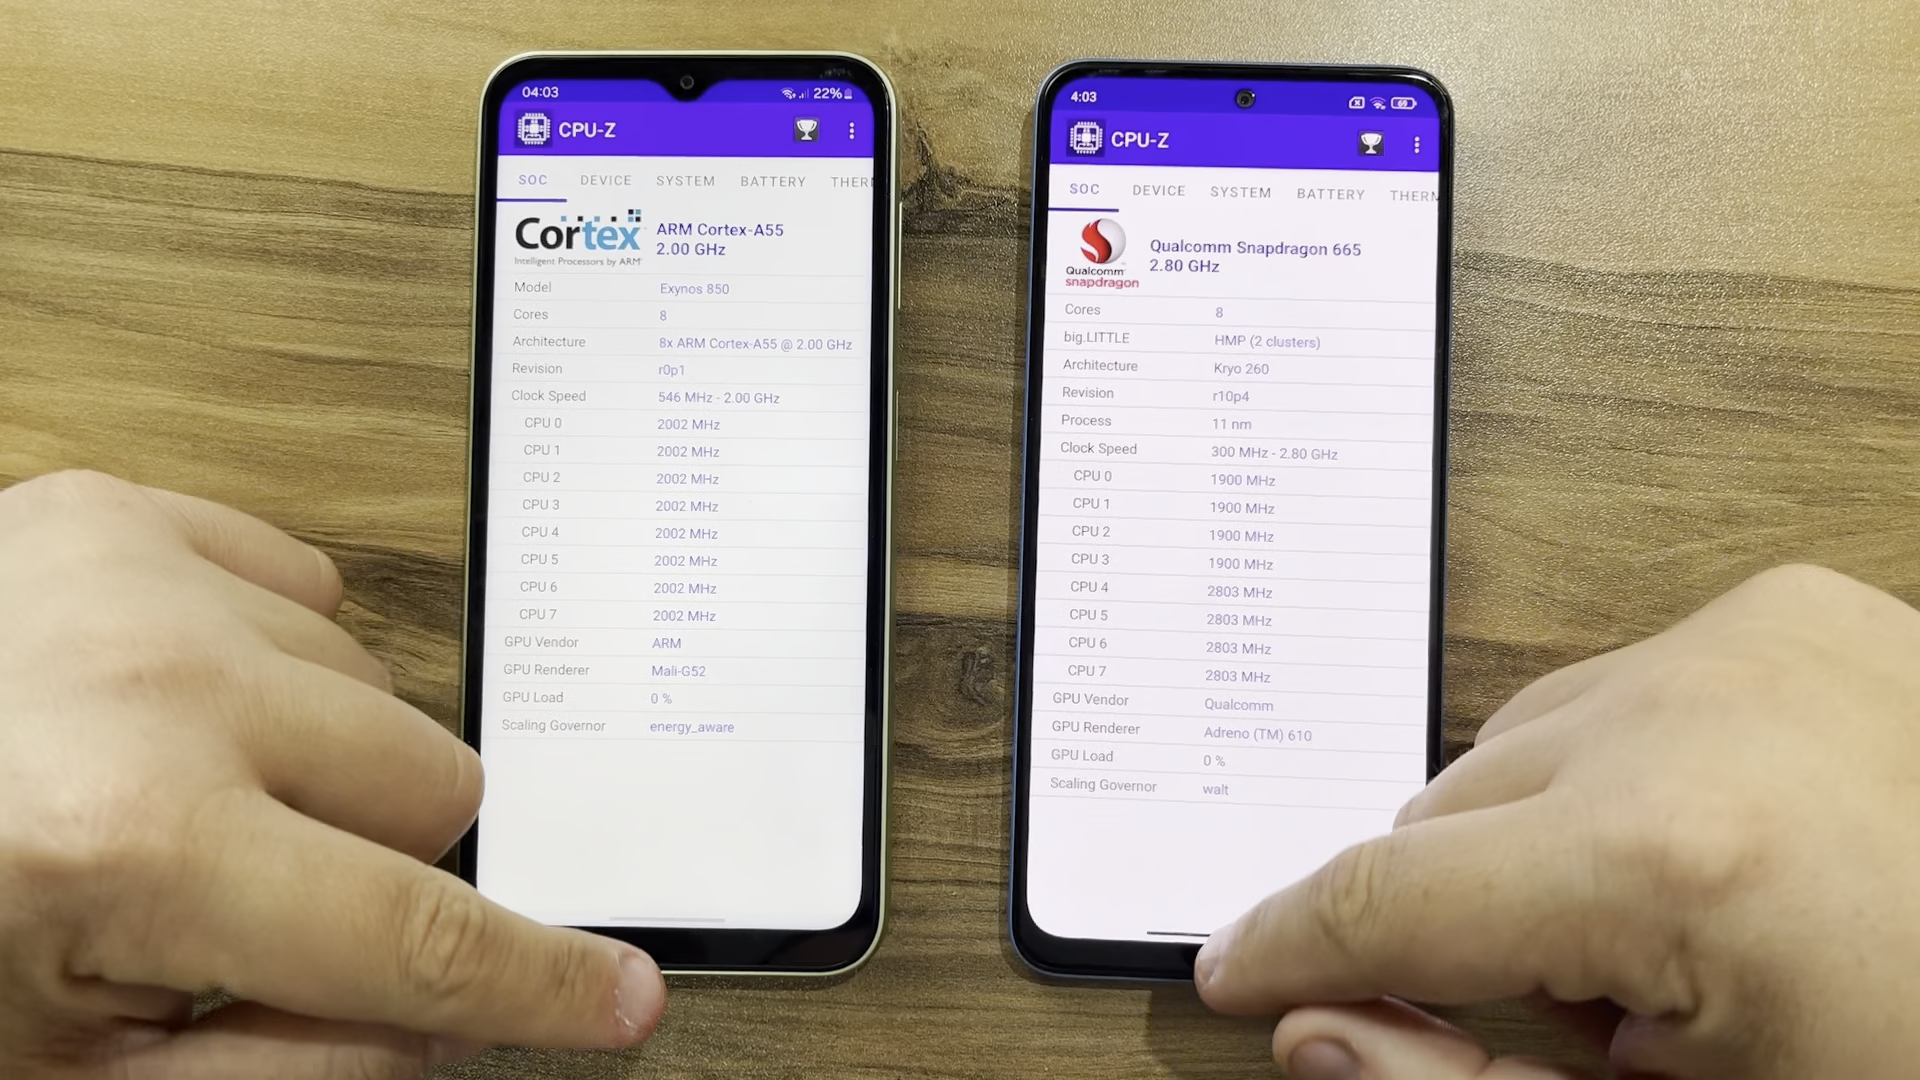 04:03
22%
CPU-Z
SOC DEVICE SYSTEM BATTERY THER
Cortex
Intelligent Processors by ARM
ARM Cortex-A55
2.00 GHz
Model Exynos 850
Cores 8
Architecture 8x ARM Cortex-A55 @ 2.00 GHz
Revision r0p1
Clock Speed 546 MHz - 2.00 GHz
CPU 0 2002 MHz
CPU 1 2002 MHz
CPU 2 2002 MHz
CPU 3 2002 MHz
CPU 4 2002 MHz
CPU 5 2002 MHz
CPU 6 2002 MHz
CPU 7 2002 MHz
GPU Vendor ARM
GPU Renderer Mali-G52
GPU Load 0 %
Scaling Governor energy_aware
4:03
69
CPU-Z
SOC DEVICE SYSTEM BATTERY THERM
Qualcomm
snapdragon
Qualcomm Snapdragon 665
2.80 GHz
Cores 8
big.LITTLE HMP (2 clusters)
Architecture Kryo 260
Revision r10p4
Process 11 nm
Clock Speed 300 MHz - 2.80 GHz
CPU 0 1900 MHz
CPU 1 1900 MHz
CPU 2 1900 MHz
CPU 3 1900 MHz
CPU 4 2803 MHz
CPU 5 2803 MHz
CPU 6 2803 MHz
CPU 7 2803 MHz
GPU Vendor Qualcomm
GPU Renderer Adreno (TM) 610
GPU Load 0 %
Scaling Governor walt